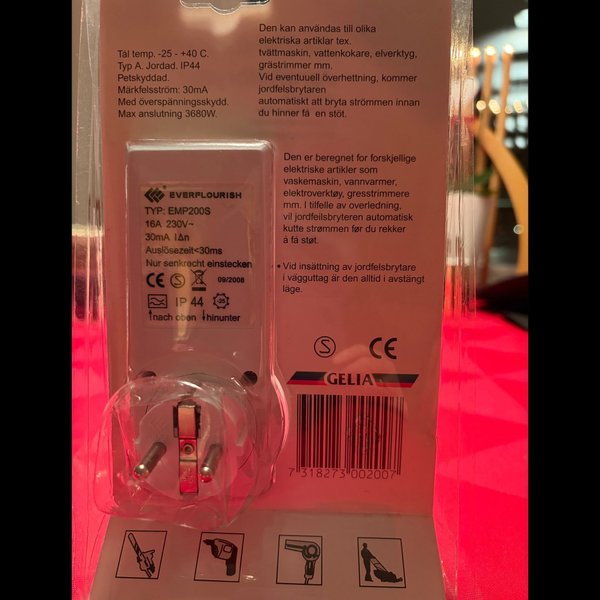 Tål temp. -25 - +40 C.
Typ A. Jordad. IP44
Petskyddad.
Märkfelsström: 30mA
Med överspänningsskydd.
Max anslutning 3680W.
Den kan användas till olika
elektriska artiklar tex.
tvättmaskin, vattenkokare, elverktyg,
grästrimmer mm.
Vid eventuuell överhettning, kommer
jordfelsbrytaren
automatiskt att bryta strömmen innan
du hinner få en stöt.
Den er beregnet for forskjellige
elektriske artikler som
vaskemaskin, vannvarmer,
elektroverktøy, gresstrimmere
mm. I tilfelle av overledning,
vil jordfeilsbryteren automatisk
kutte strømmen før du rekker
a få støt.
• Vid insättning av jordfelsbrytare
i vägguttag är den alltid i avstängt
läge.
EVERFLOURISH
TYP: EMP200S
16A 230V~
30mA IΔn
Auslösezeit<30ms
Nur senkrecht einstecken
CE S 09/2008
IP 44 -25
↑nach oben ↓hinunter
S CE
GELIA
7 318273 002007